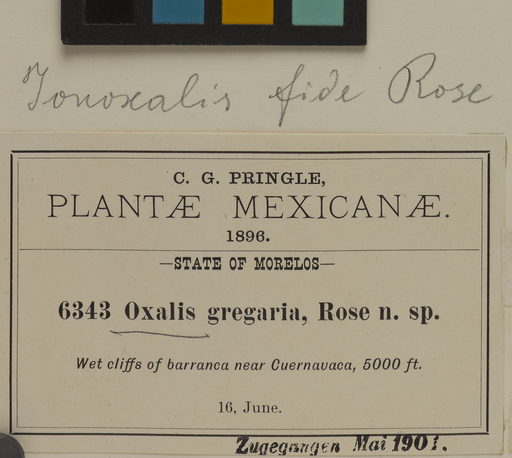 Ionoxalis fide Rose
C. G. PRINGLE,
PLANTÆ MEXICANÆ.
1896.
—STATE OF MORELOS—
6343 Oxalis gregaria, Rose n. sp.
Wet cliffs of barranca near Cuernavaca, 5000 ft.
16, June.
Zugegangen Mai 1901.